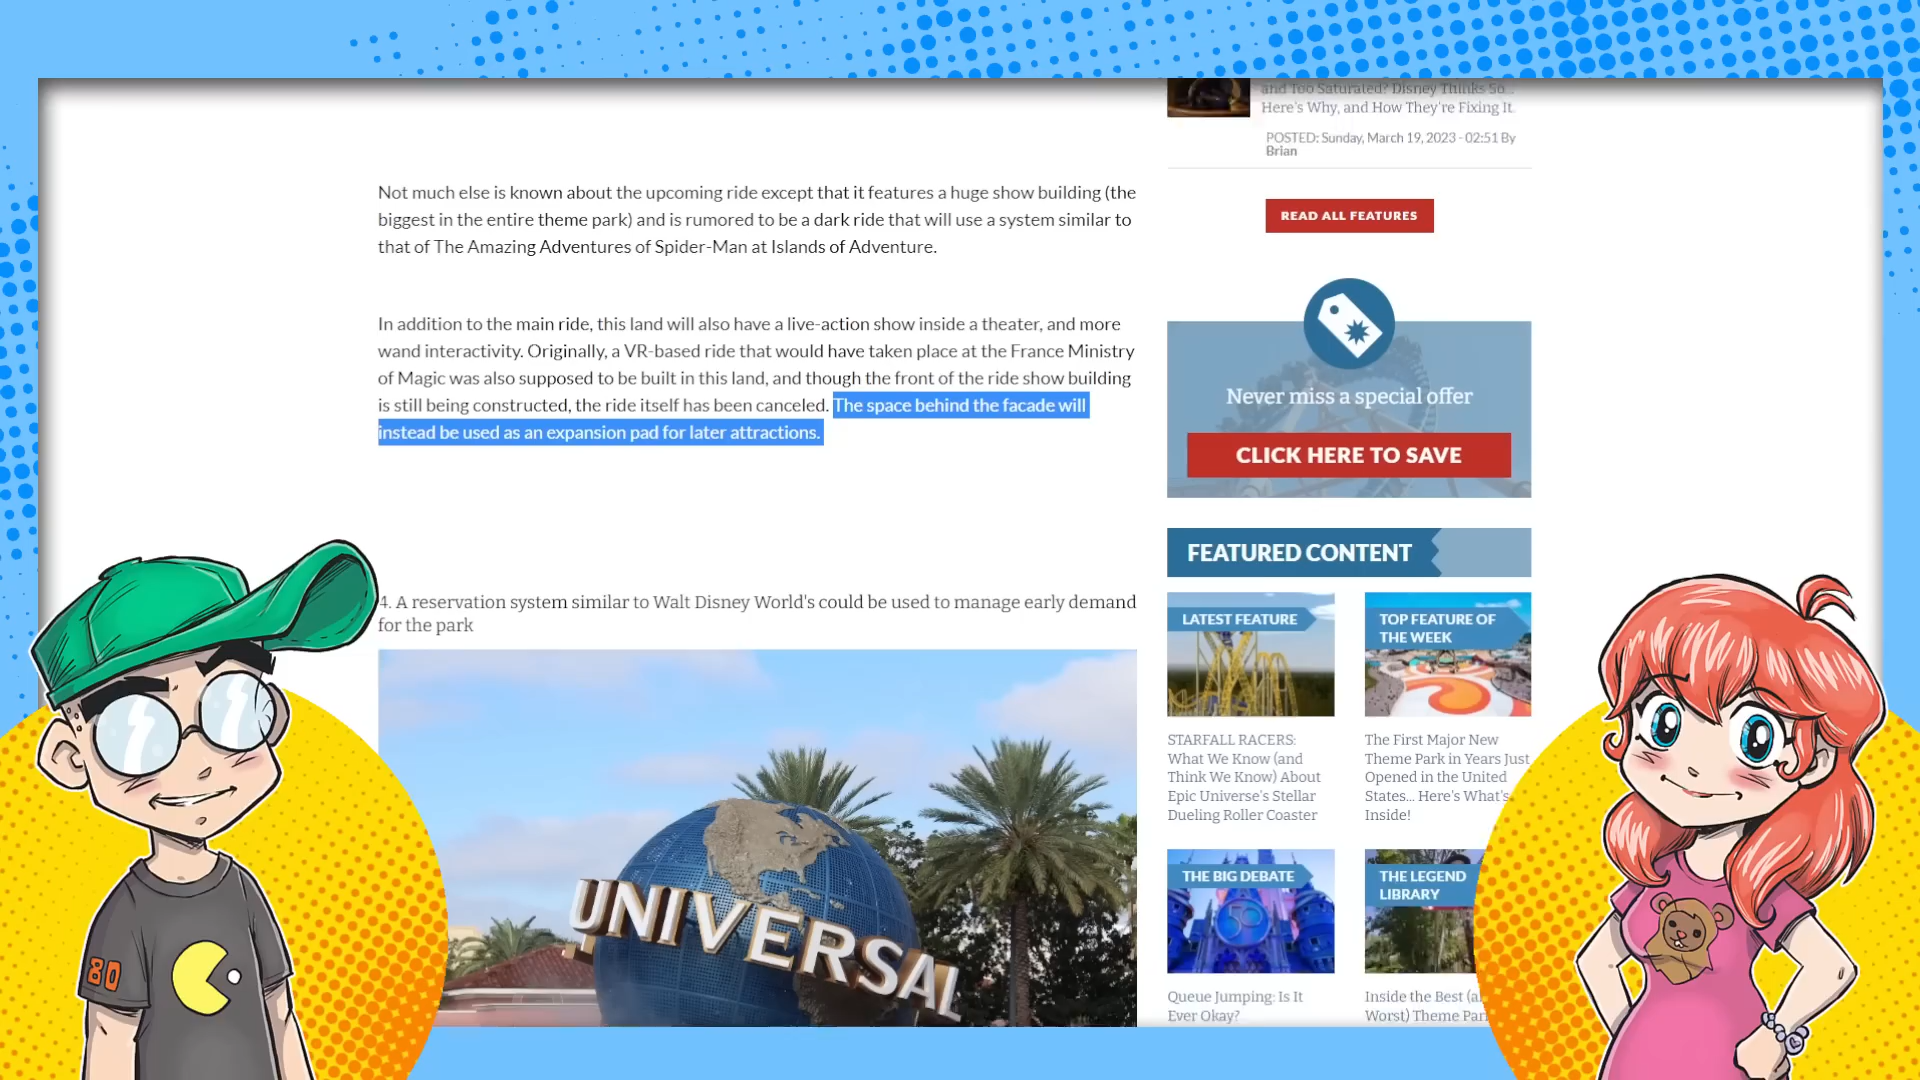 and Too Saturated? Disney Thinks So...
Here's Why, and How They're Fixing It.
POSTED: Sunday, March 19, 2023 - 02:51 By
Brian
READ ALL FEATURES
Not much else is known about the upcoming ride except that it features a huge show building (the
biggest in the entire theme park) and is rumored to be a dark ride that will use a system similar to
that of The Amazing Adventures of Spider-Man at Islands of Adventure.
In addition to the main ride, this land will also have a live-action show inside a theater, and more
wand interactivity. Originally, a VR-based ride that would have taken place at the France Ministry
of Magic was also supposed to be built in this land, and though the front of the ride show building
is still being constructed, the ride itself has been canceled. The space behind the facade will
instead be used as an expansion pad for later attractions.
Never miss a special offer
CLICK HERE TO SAVE
FEATURED CONTENT
4. A reservation system similar to Walt Disney World's could be used to manage early demand
for the park
UNIVERSAL
LATEST FEATURE
STARFALL RACERS:
What We Know (and
Think We Know) About
Epic Universe's Stellar
Dueling Roller Coaster
TOP FEATURE OF
THE WEEK
The First Major New
Theme Park in Years Just
Opened in the United
States... Here's What's
Inside!
THE BIG DEBATE
Queue Jumping: Is It
Ever Okay?
THE LEGEND
LIBRARY
Inside the Best (a
Worst) Theme Par
80